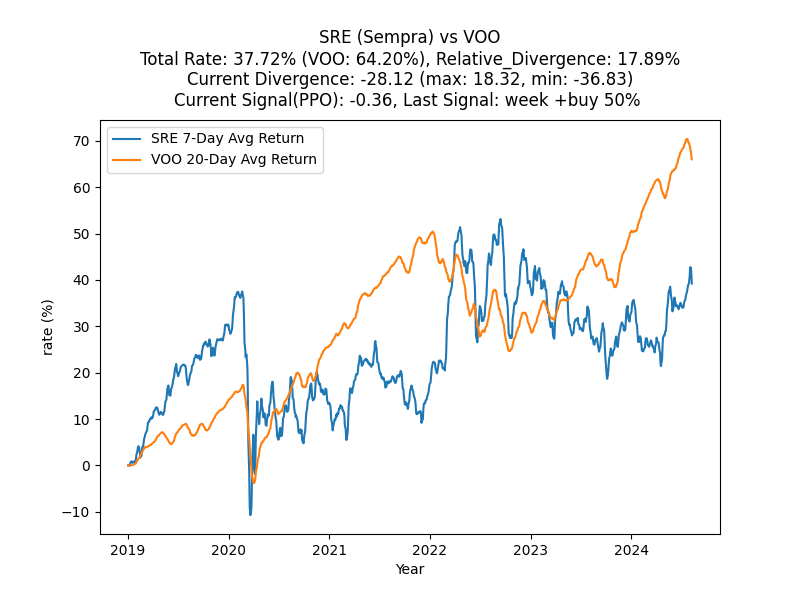 SRE (Sempra) vs VOO
Total Rate: 37.72% (VOO: 64.20%), Relative_Divergence: 17.89%
Current Divergence: -28.12 (max: 18.32, min: -36.83)
Current Signal(PPO): -0.36, Last Signal: week +buy 50%
SRE 7-Day Avg Return
VOO 20-Day Avg Return
rate (%)
70
60
50
40
30
20
10
0
−10
2019
2020
2021
2022
2023
2024
Year